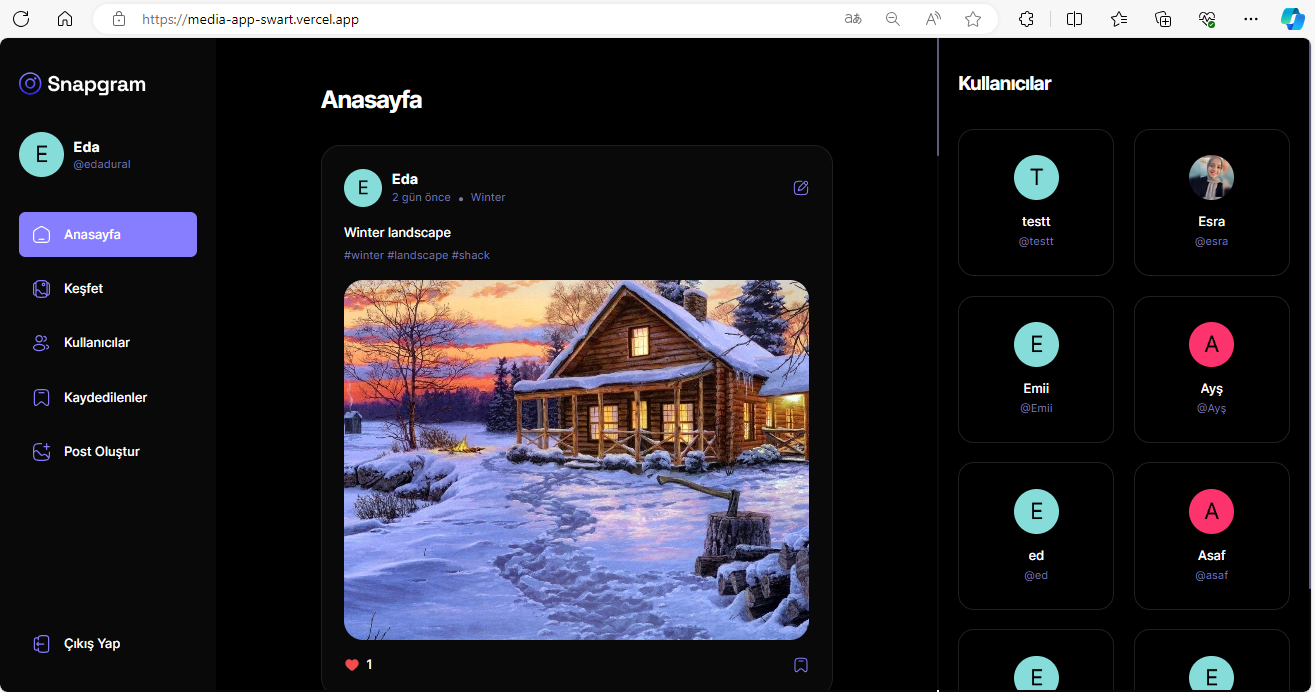 https://media-app-swart.vercel.app
aあ
A
Snapgram
E
Eda
@edadural
Anasayfa
Keşfet
Kullanıcılar
Kaydedilenler
Post Oluştur
Çıkış Yap
Anasayfa
E
Eda
2 gün önce • Winter
Winter landscape
#winter #landscape #shack
1
Kullanıcılar
T
testt
@testt
Esra
@esra
E
Emii
@Emii
A
Ayş
@Ayş
E
ed
@ed
A
Asaf
@asaf
E
E